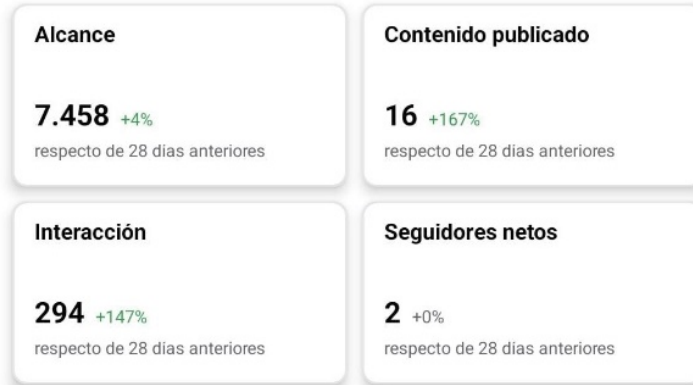 Alcance
7.458 +4%
respecto de 28 dias anteriores
Contenido publicado
16 +167%
respecto de 28 dias anteriores
Interacción
294 +147%
respecto de 28 dias anteriores
Seguidores netos
2 +0%
respecto de 28 dias anteriores